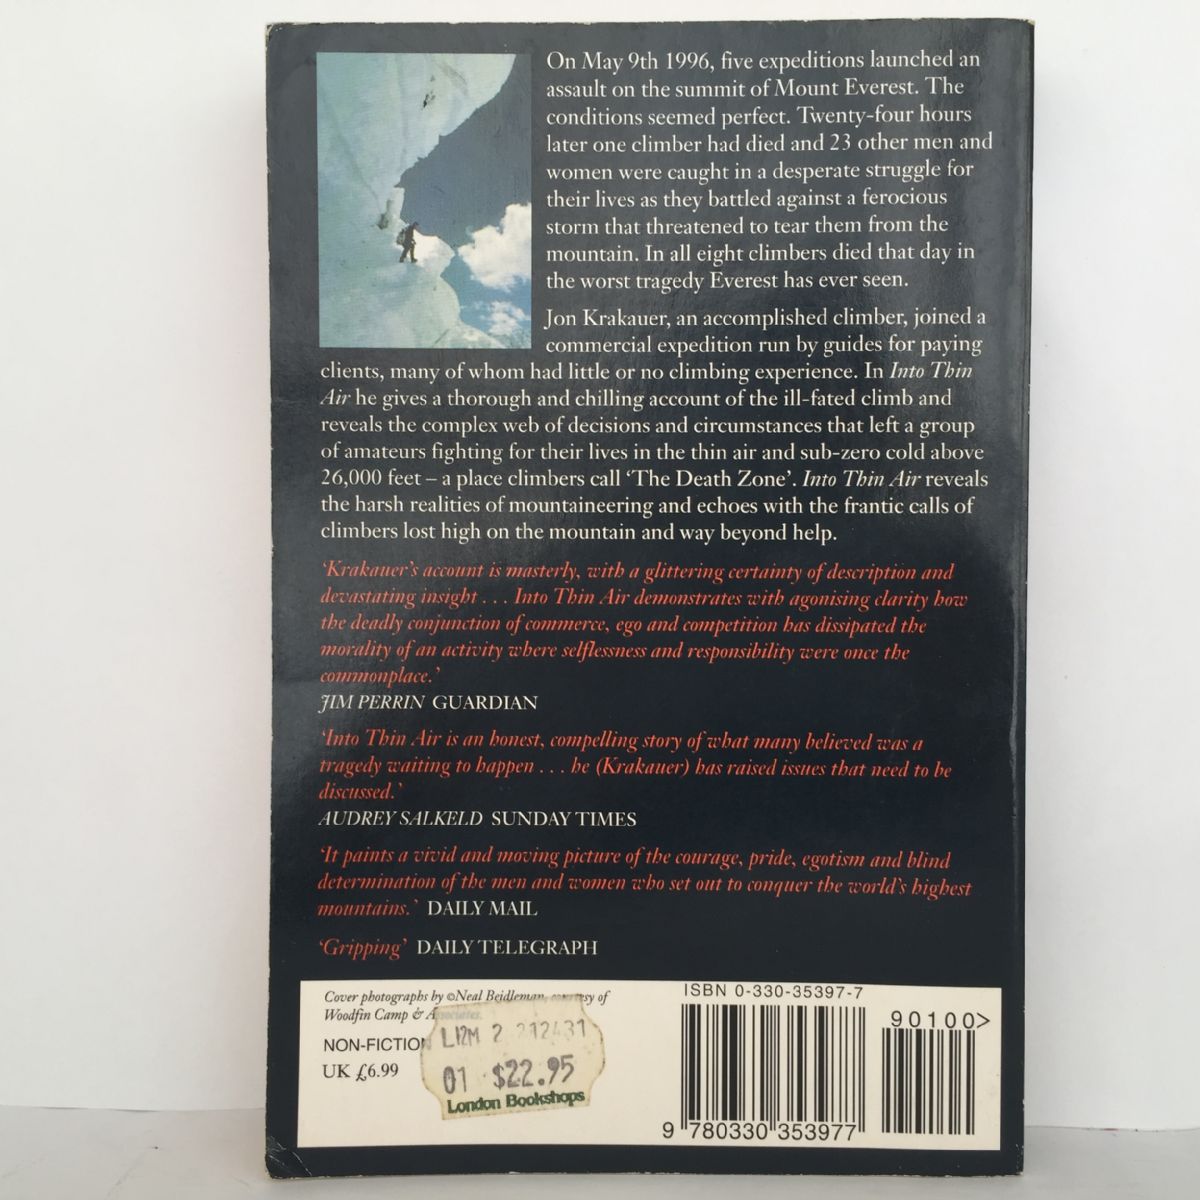 On May 9th 1996, five expeditions launched an
assault on the summit of Mount Everest. The
conditions seemed perfect. Twenty-four hours
later one climber had died and 23 other men and
women were caught in a desperate struggle for
their lives as they battled against a ferocious
storm that threatened to tear them from the
mountain. In all eight climbers died that day in
the worst tragedy Everest has ever seen.
Jon Krakauer, an accomplished climber, joined a
commercial expedition run by guides for paying
clients, many of whom had little or no climbing experience. In Into Thin
Air he gives a thorough and chilling account of the ill-fated climb and
reveals the complex web of decisions and circumstances that left a group
of amateurs fighting for their lives in the thin air and sub-zero cold above
26,000 feet – a place climbers call ‘The Death Zone’. Into Thin Air reveals
the harsh realities of mountaineering and echoes with the frantic calls of
climbers lost high on the mountain and way beyond help.
‘Krakauer’s account is masterly, with a glittering certainty of description and
devastating insight . . . Into Thin Air demonstrates with agonising clarity how
the deadly conjunction of commerce, ego and competition has dissipated the
morality of an activity where selflessness and responsibility were once the
commonplace.’
JIM PERRIN GUARDIAN
‘Into Thin Air is an honest, compelling story of what many believed was a
tragedy waiting to happen . . . he (Krakauer) has raised issues that need to be
discussed.’
AUDREY SALKELD SUNDAY TIMES
‘It paints a vivid and moving picture of the courage, pride, egotism and blind
determination of the men and women who set out to conquer the world’s highest
mountains.’ DAILY MAIL
‘Gripping’ DAILY TELEGRAPH
Cover photographs by ©Neal Beidleman, courtesy of
Woodfin Camp & Associates.
NON-FICTION
UK £6.99
L12M 2 212431
01 $22.95
London Bookshops
ISBN 0-330-35397-7
90100>
9 780330 353977